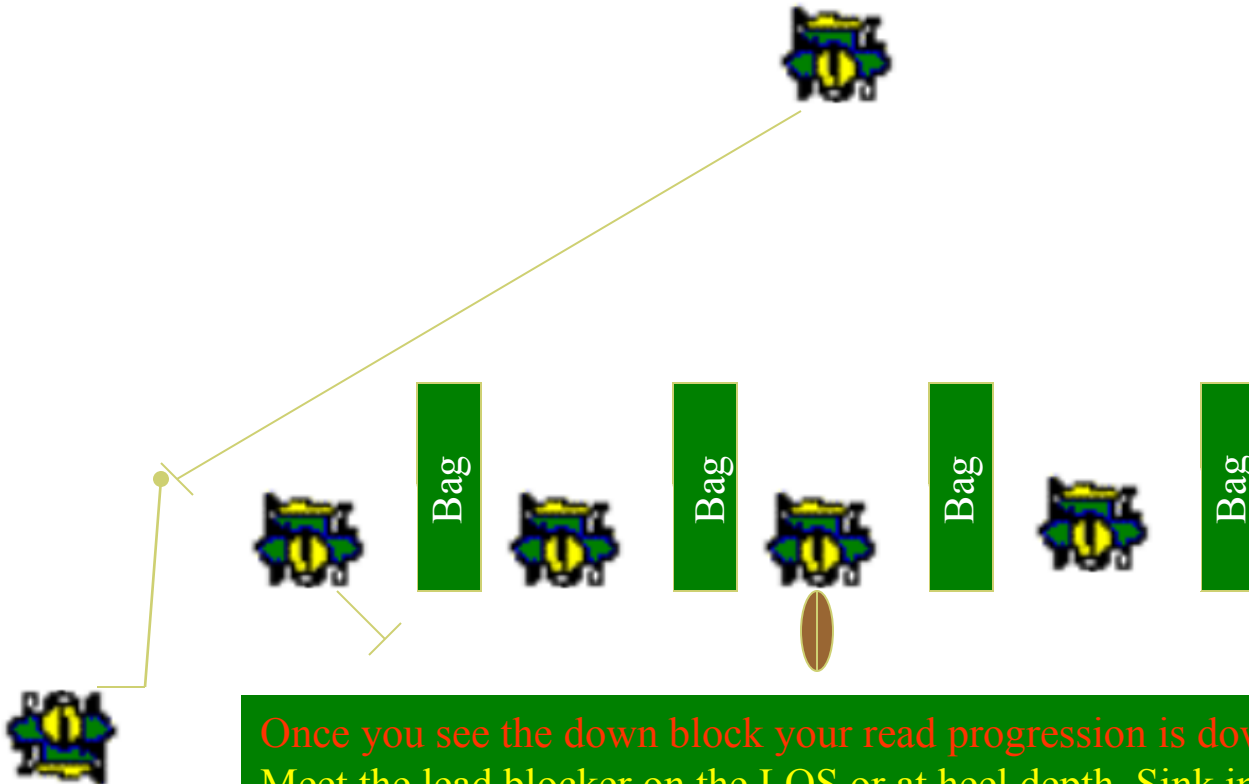 Bag
Bag
Bag
Bag
Once you see the down block your read progression is
Meet the lead blocker on the LOS or at heel depth. Sink